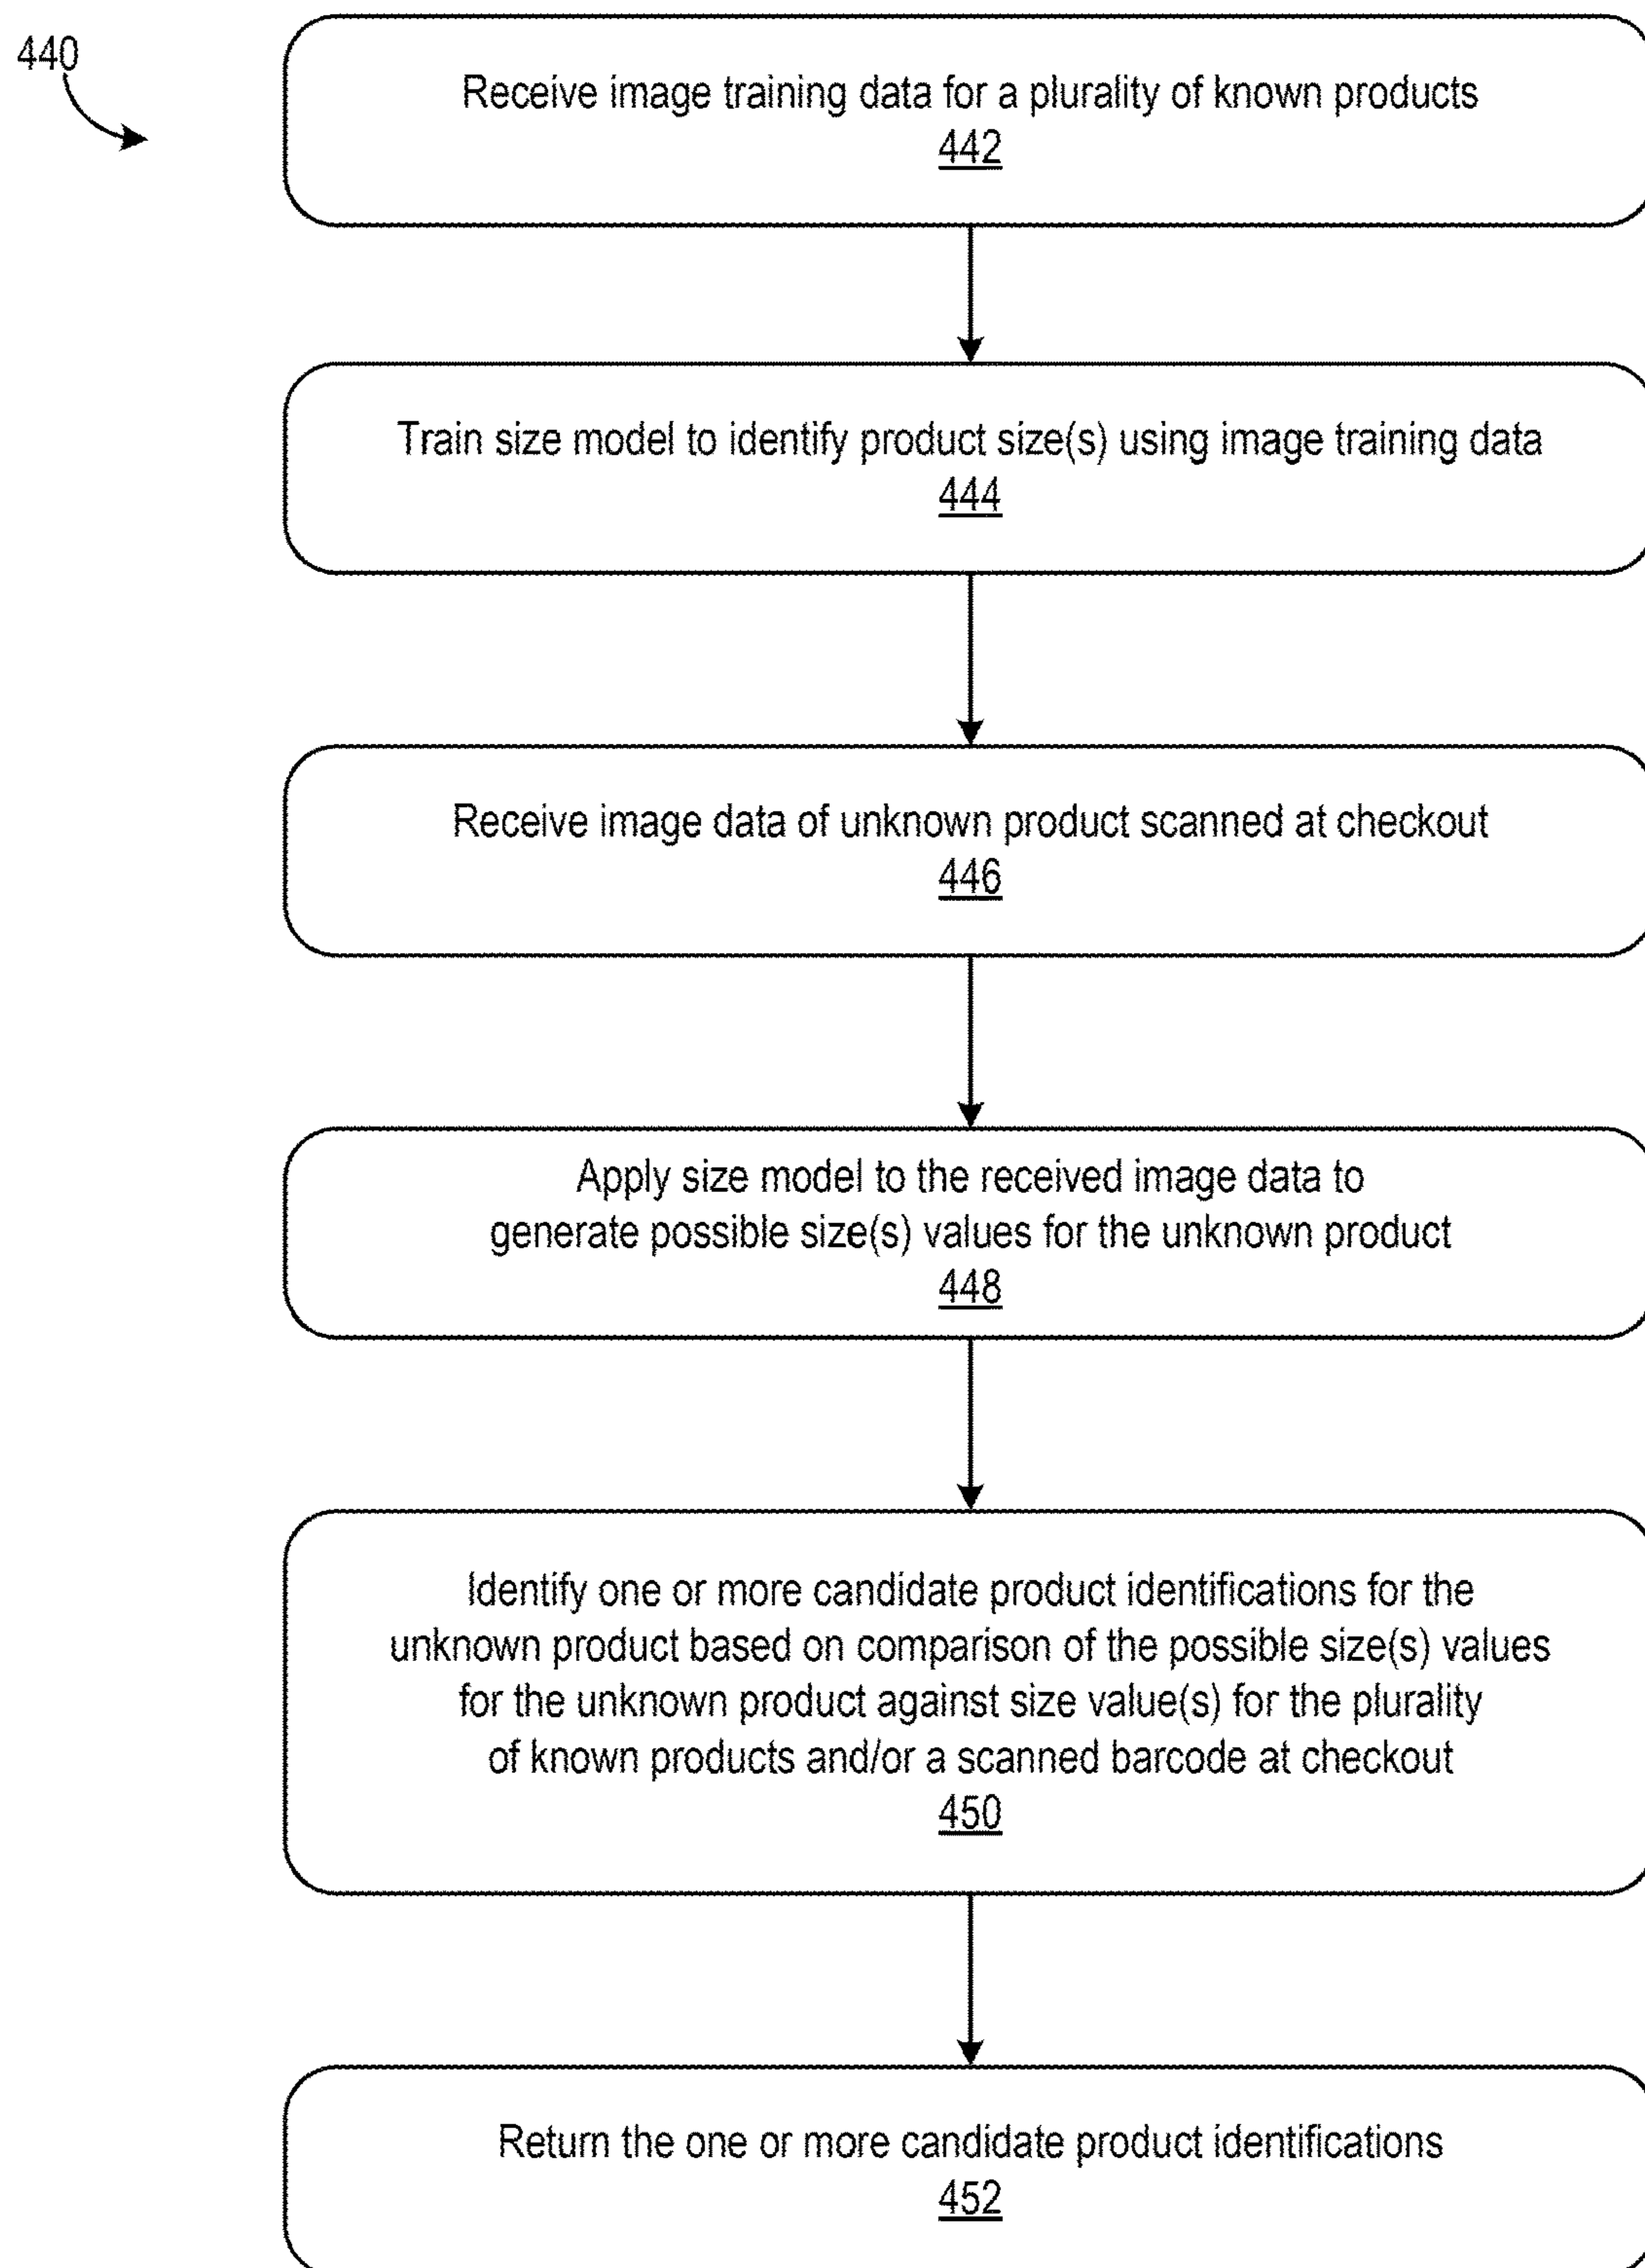 440
Receive image training data for a plurality of known products
442
Train size model to identify product size(s) using image training data
444
Receive image data of unknown product scanned at checkout
446
Apply size model to the received image data to
generate possible size(s) values for the unknown product
448
Identify one or more candidate product identifications for the
unknown product based on comparison of the possible size(s) values
for the unknown product against size value(s) for the plurality
of known products and/or a scanned barcode at checkout
450
Return the one or more candidate product identifications
452